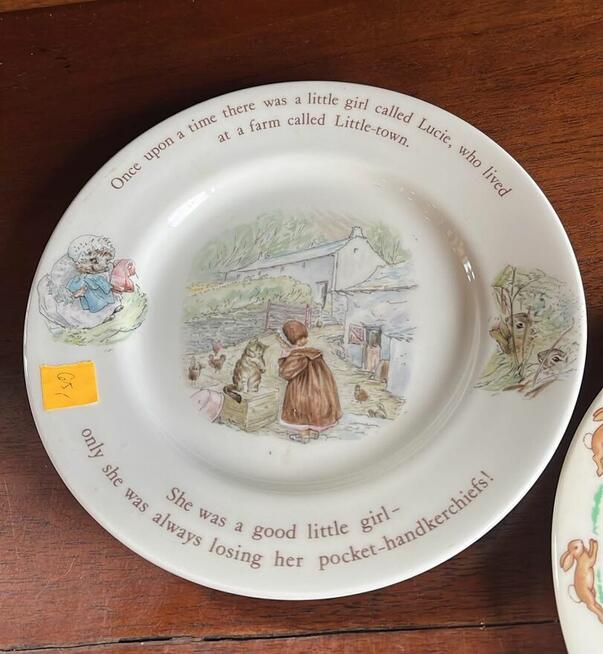 Once upon a time there was a little girl called Lucie, who lived
at a farm called Little-town.
65,
She was a good little girl-
only she was always losing her pocket-handkerchiefs!